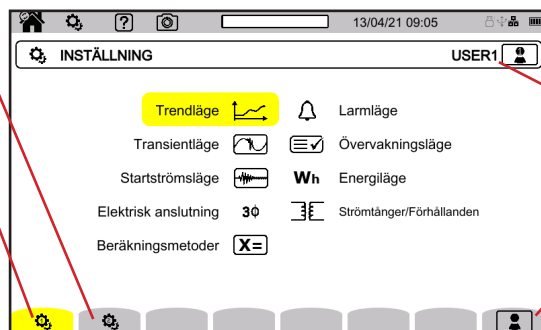 13/04/21 09:05
INSTÄLLNING USER1
Trendläge Larmläge
Transientläge Övervakningsläge
Startströmsläge Wh Energiläge
Elektrisk anslutning 3ϕ Strömtånger/Förhållanden
Beräkningsmetoder X=